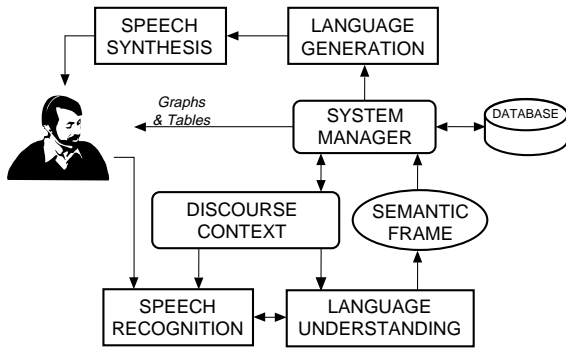 SPEECH
SYNTHESIS
LANGUAGE
GENERATION
Graphs
& Tables
SYSTEM
MANAGER
DATABASE
DISCOURSE
CONTEXT
SEMANTIC
FRAME
SPEECH
RECOGNITION
LANGUAGE
UNDERSTANDING